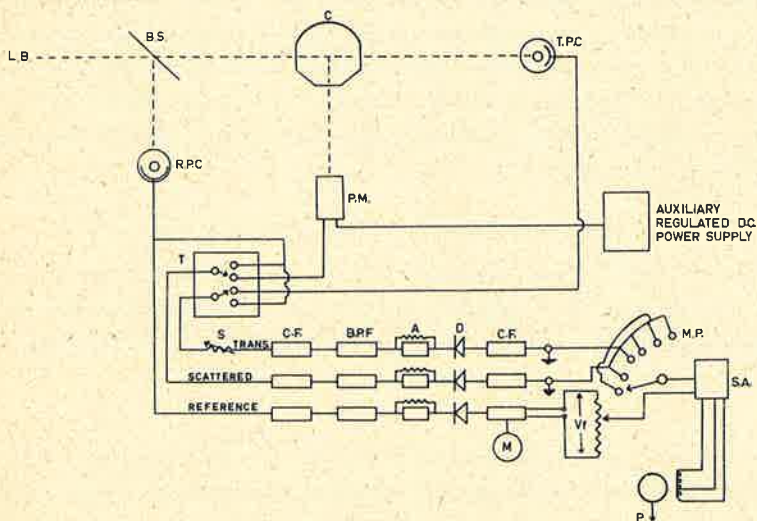 C
B.S.
T.P.C
L.B.
R.P.C
P.M.
AUXILIARY
REGULATED D.C.
POWER SUPPLY
T
S
TRANS.
C.F.
B.P.F
A
D
C.F.
M.P.
SCATTERED
S.A.
REFERENCE
Vr
M
P